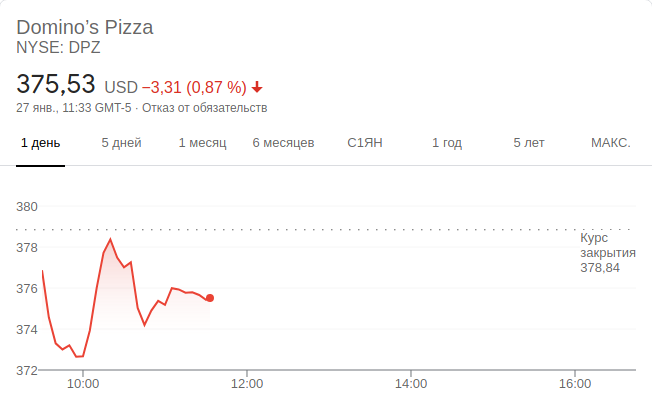 Domino’s Pizza
NYSE: DPZ
375,53 USD −3,31 (0,87 %)
27 янв., 11:33 GMT-5 · Отказ от обязательств
1 день 5 дней 1 месяц 6 месяцев С1ЯН 1 год 5 лет МАКС.
380
378
376
374
372
Курс
закрытия
378,84
10:00 12:00 14:00 16:00